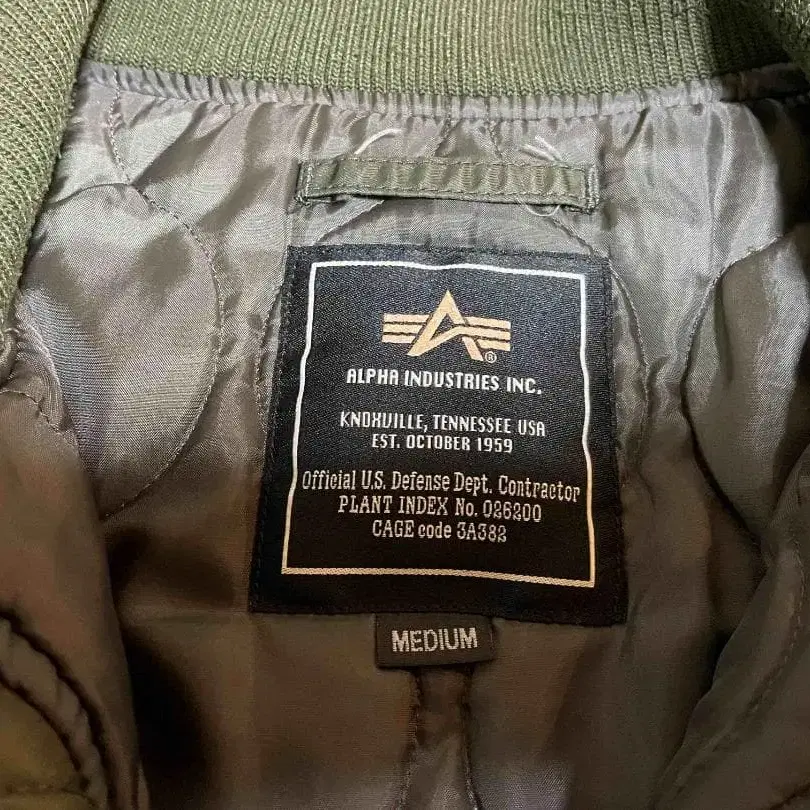 ®
ALPHA INDUSTRIES INC.
KNOXVILLE, TENNESSEE USA
EST. OCTOBER 1959
Official U.S. Defense Dept. Contractor
PLANT INDEX No. 026200
CAGE code 3A382
MEDIUM